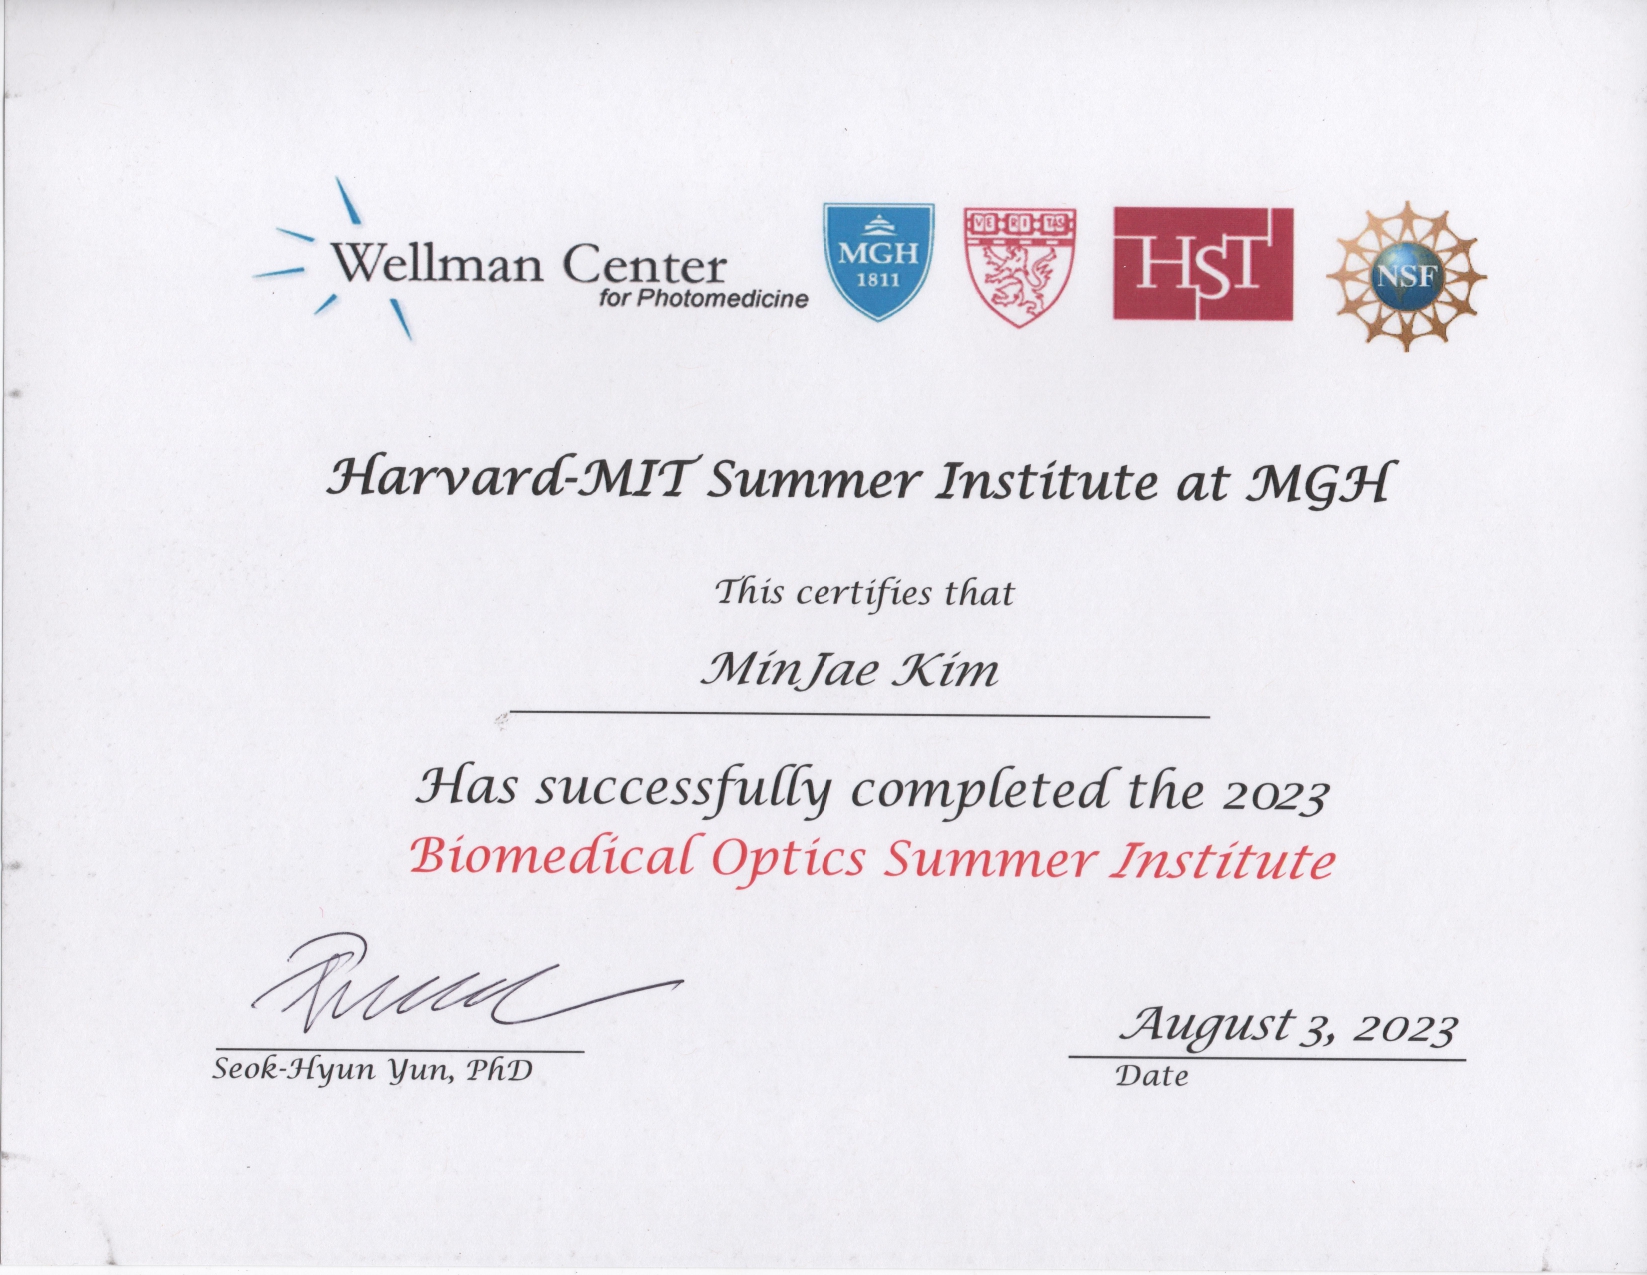 Wellman Center
for Photomedicine
MGH
1811
VE RI TAS
HST
NSF
Harvard-MIT Summer Institute at MGH
This certifies that
MinJae Kim
Has successfully completed the 2023
Biomedical Optics Summer Institute
Seok-Hyun Yun, PhD
August 3, 2023
Date